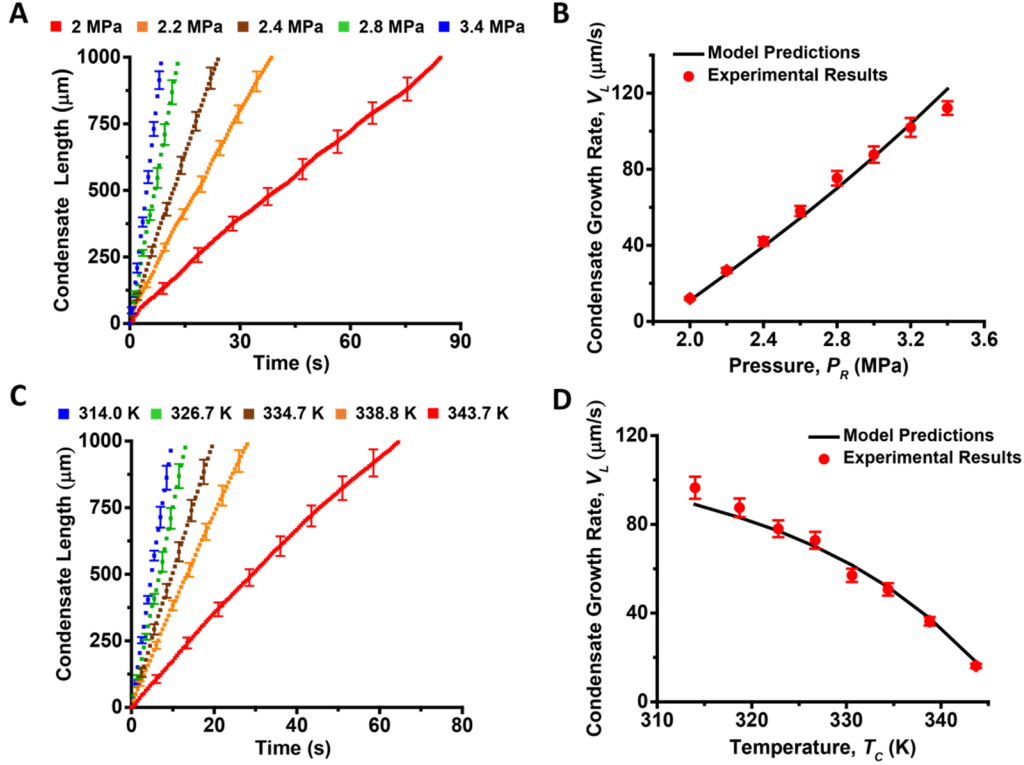 A
2 MPa 2.2 MPa 2.4 MPa 2.8 MPa 3.4 MPa
Condensate Length (μm)
1000
750
500
250
0
0 30 60 90
Time (s)
B
Model Predictions
Experimental Results
Condensate Growth Rate, V_L (μm/s)
120
80
40
0
2.0 2.4 2.8 3.2 3.6
Pressure, P_R (MPa)
C
314.0 K 326.7 K 334.7 K 338.8 K 343.7 K
Condensate Length (μm)
1000
750
500
250
0
0 20 40 60 80
Time (s)
D
Model Predictions
Experimental Results
Condensate Growth Rate, V_L (μm/s)
120
80
40
0
310 320 330 340
Temperature, T_C (K)